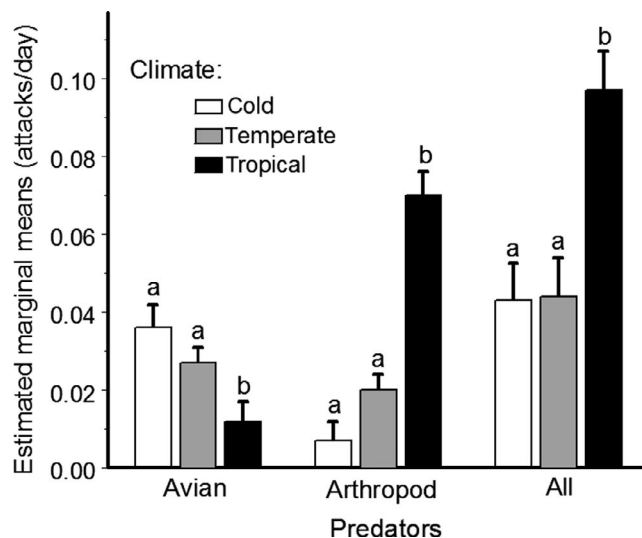 Estimated marginal means (attacks/day)
0.10
0.08
0.06
0.04
0.02
0.00
Climate:
Cold
Temperate
Tropical
a
a
b
a
a
b
a
a
b
Avian
Arthropod
All
Predators